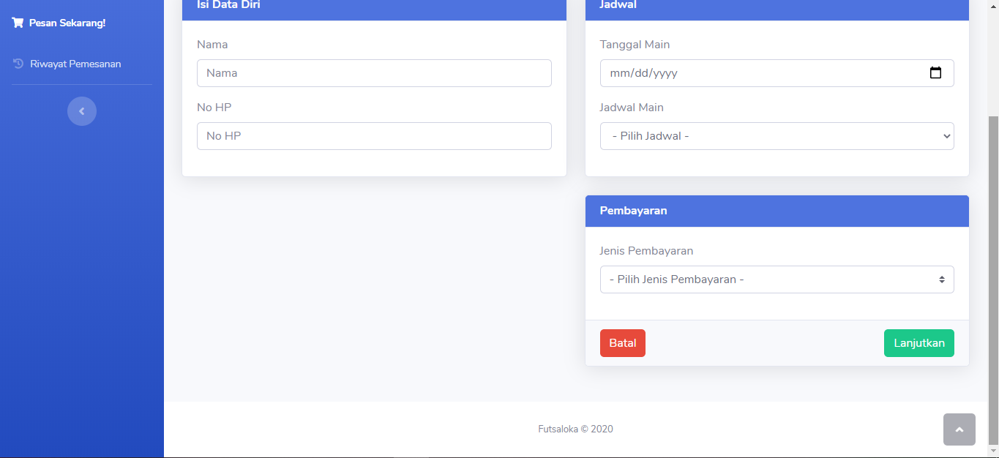 Pesan Sekarang!
Riwayat Pemesanan
Isi Data Diri
Nama
Nama
No HP
No HP
Jadwal
Tanggal Main
mm/dd/yyyy
Jadwal Main
- Pilih Jadwal -
Pembayaran
Jenis Pembayaran
- Pilih Jenis Pembayaran -
Batal
Lanjutkan
Futsaloka © 2020